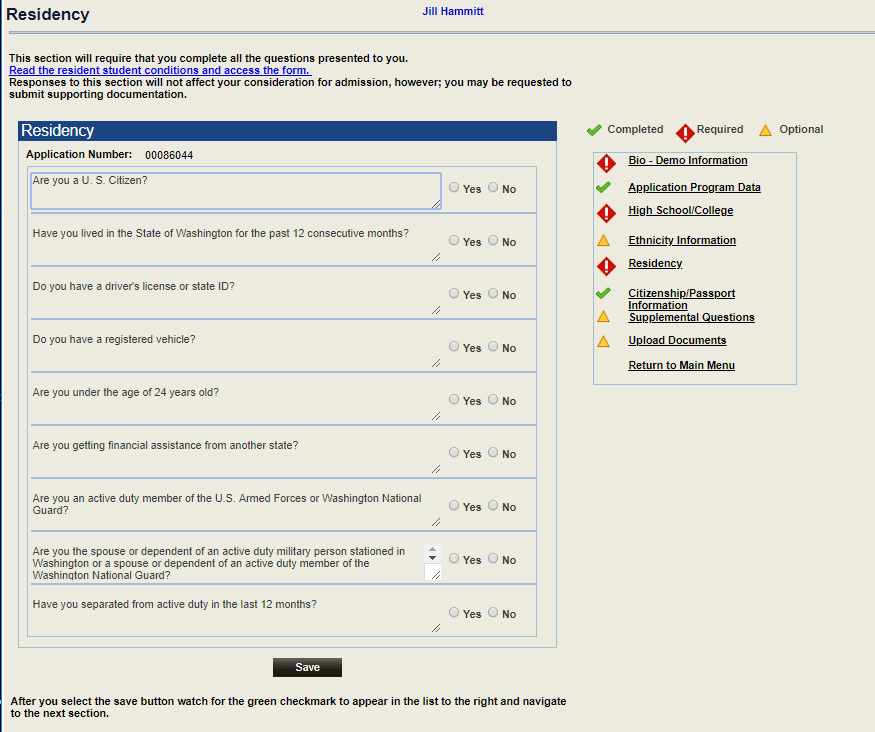 Residency
Jill Hammitt
This section will require that you complete all the questions presented to you.
Read the resident student conditions and access the form.
Responses to this section will not affect your consideration for admission, however; you may be requested to
submit supporting documentation.
Residency
Application Number: 00086044
Are you a U. S. Citizen?
Yes No
Have you lived in the State of Washington for the past 12 consecutive months?
Yes No
Do you have a driver's license or state ID?
Yes No
Do you have a registered vehicle?
Yes No
Are you under the age of 24 years old?
Yes No
Are you getting financial assistance from another state?
Yes No
Are you an active duty member of the U.S. Armed Forces or Washington National
Guard?
Yes No
Are you the spouse or dependent of an active duty military person stationed in
Washington or a spouse or dependent of an active duty member of the
Washington National Guard?
Yes No
Have you separated from active duty in the last 12 months?
Yes No
Save
After you select the save button watch for the green checkmark to appear in the list to the right and navigate
to the next section.
Completed Required Optional
Bio - Demo Information
Application Program Data
High School/College
Ethnicity Information
Residency
Citizenship/Passport
Information
Supplemental Questions
Upload Documents
Return to Main Menu